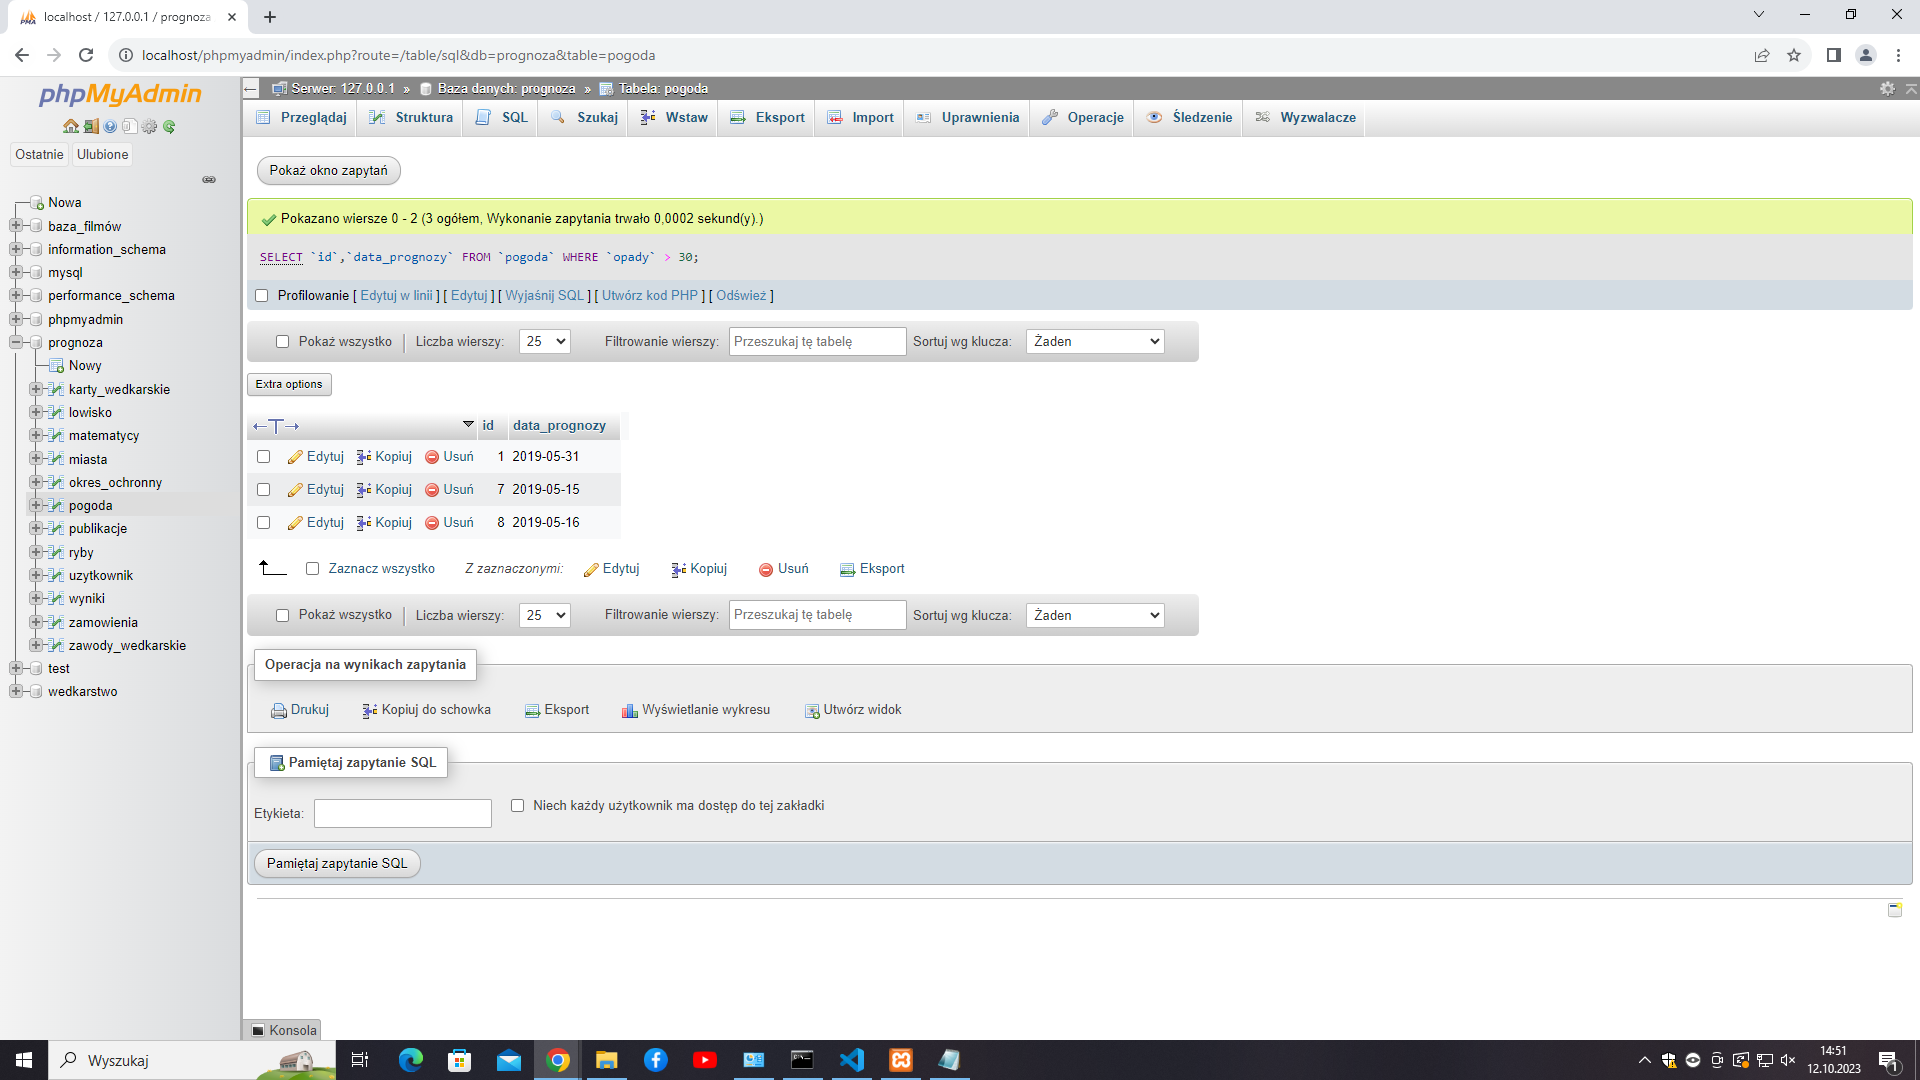 localhost / 127.0.0.1 / prognoza
localhost/phpmyadmin/index.php?route=/table/sql&db=prognoza&table=pogoda
phpMyAdmin
Ostatnie Ulubione
Nowa
baza_filmów
information_schema
mysql
performance_schema
phpmyadmin
prognoza
Nowy
karty_wedkarskie
lowisko
matematycy
miasta
okres_ochronny
pogoda
publikacje
ryby
uzytkownik
wyniki
zamowienia
zawody_wedkarskie
test
wedkarstwo
Serwer: 127.0.0.1 » Baza danych: prognoza » Tabela: pogoda
Przeglądaj Struktura SQL Szukaj Wstaw Eksport Import Uprawnienia Operacje Śledzenie Wyzwalacze
Pokaż okno zapytań
Pokazano wiersze 0 - 2 (3 ogółem, Wykonanie zapytania trwało 0,0002 sekund(y).)
SELECT `id`,`data_prognozy` FROM `pogoda` WHERE `opady` > 30;
Profilowanie [ Edytuj w linii ] [ Edytuj ] [ Wyjaśnij SQL ] [ Utwórz kod PHP ] [ Odśwież ]
Pokaż wszystko Liczba wierszy: 25 Filtrowanie wierszy: Przeszukaj tę tabelę Sortuj wg klucza: Żaden
Extra options
←T→ id data_prognozy
Edytuj Kopiuj Usuń 1 2019-05-31
Edytuj Kopiuj Usuń 7 2019-05-15
Edytuj Kopiuj Usuń 8 2019-05-16
Zaznacz wszystko Z zaznaczonymi: Edytuj Kopiuj Usuń Eksport
Pokaż wszystko Liczba wierszy: 25 Filtrowanie wierszy: Przeszukaj tę tabelę Sortuj wg klucza: Żaden
Operacja na wynikach zapytania
Drukuj Kopiuj do schowka Eksport Wyświetlanie wykresu Utwórz widok
Pamiętaj zapytanie SQL
Etykieta: Niech każdy użytkownik ma dostęp do tej zakładki
Pamiętaj zapytanie SQL
Konsola
Wyszukaj
14:51
12.10.2023
1